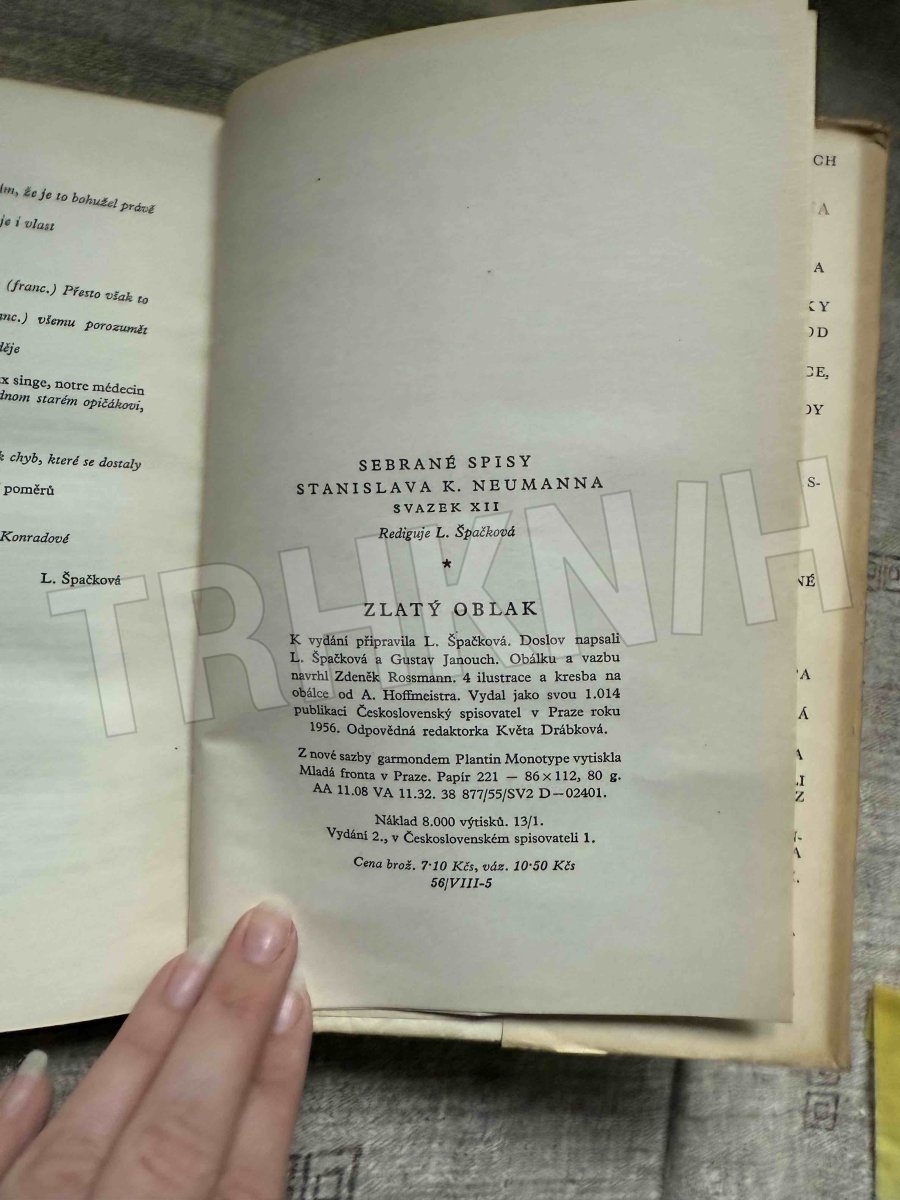 že je to bohužel právě
je i vlast
(franc.) Přesto však to
všemu porozumět
singe, notre médecin
starém opičákovi,
chyb, které se dostaly
poměrů
Konradové
L. Špačková
SEBRANÉ SPISY
STANISLAVA K. NEUMANNA
SVAZEK XII
Rediguje L. Špačková
*
ZLATÝ OBLAK
K vydání připravila L. Špačková. Doslov napsali
L. Špačková a Gustav Janouch. Obálku a vazbu
navrhl Zdeněk Rossmann. 4 ilustrace a kresba na
obálce od A. Hoffmeistra. Vydal jako svou 1.014
publikaci Československý spisovatel v Praze roku
1956. Odpovědná redaktorka Květa Drábková.
Z nové sazby garmondem Plantin Monotype vytiskla
Mladá fronta v Praze. Papír 221 — 86×112, 80 g.
AA 11.08 VA 11.32. 38 877/55/SV2 D—02401.
Náklad 8.000 výtisků. 13/1.
Vydání 2., v Československém spisovateli 1.
Cena brož. 7·10 Kčs, váz. 10·50 Kčs
56/VIII-5
TRHKNIH